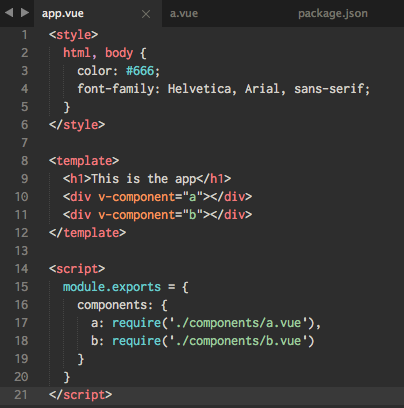 app.vue × a.vue package.json
1 <style>
2   html, body {
3     color: #666;
4     font-family: Helvetica, Arial, sans-serif;
5   }
6 </style>
7
8 <template>
9   <h1>This is the app</h1>
10   <div v-component="a"></div>
11   <div v-component="b"></div>
12 </template>
13
14 <script>
15   module.exports = {
16     components: {
17       a: require('./components/a.vue'),
18       b: require('./components/b.vue')
19     }
20   }
21 </script>